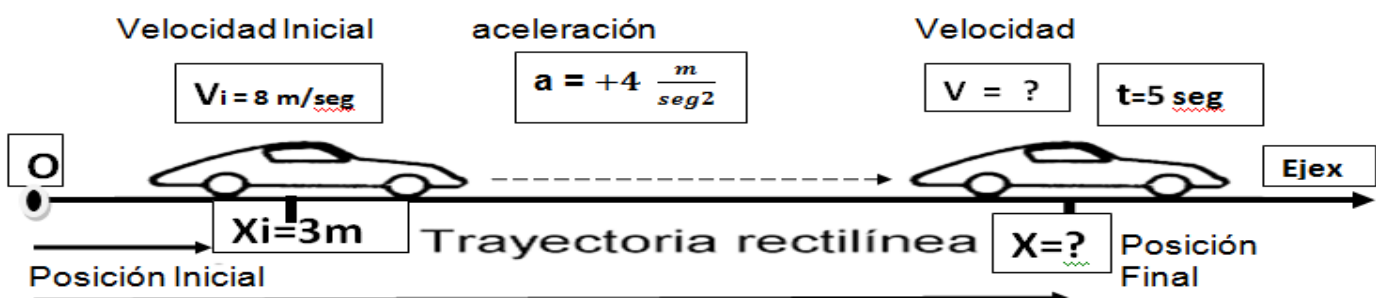 Velocidad Inicial aceleración Velocidad
Vi = 8 m/seg a = +4 m/seg2 V = ? t=5 seg
O Ejex
Xi=3m Trayectoria rectilínea X=? Posición
Posición Inicial Final